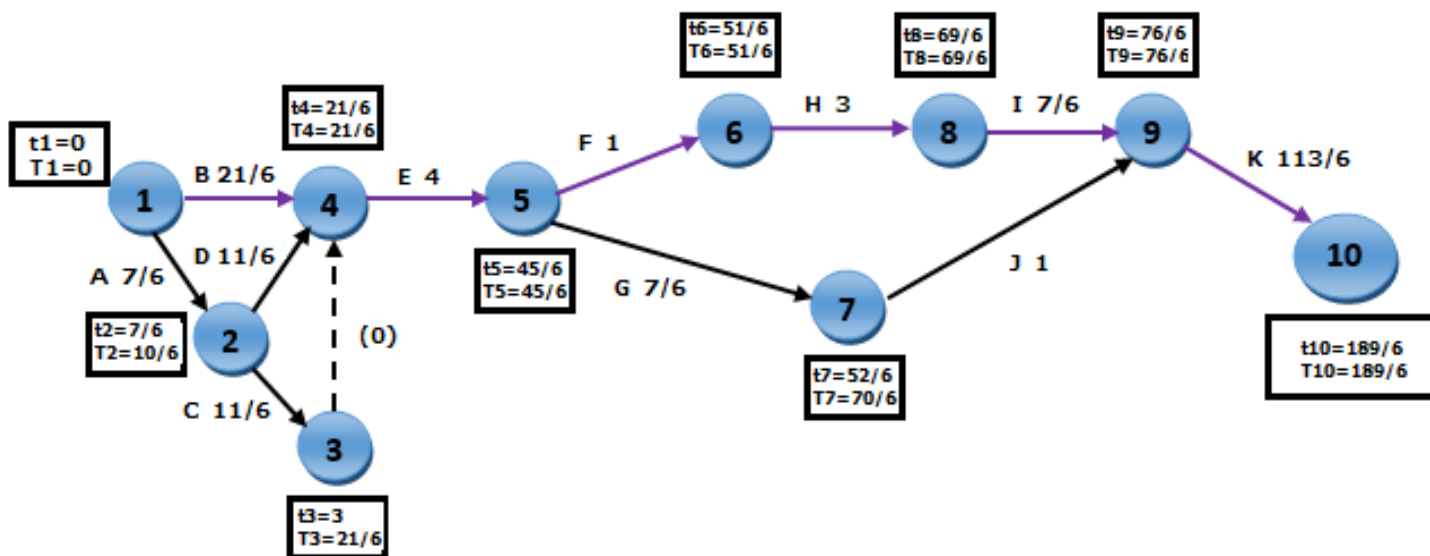 t6=51/6
T6=51/6
t8=69/6
T8=69/6
t9=76/6
T9=76/6
t4=21/6
T4=21/6
t1=0
T1=0
6
H 3
8
I 7/6
9
F 1
K 113/6
1
B 21/6
4
E 4
5
A 7/6
D 11/6
t5=45/6
T5=45/6
G 7/6
J 1
10
t2=7/6
T2=10/6
2
(0)
7
C 11/6
t7=52/6
T7=70/6
t10=189/6
T10=189/6
3
t3=3
T3=21/6